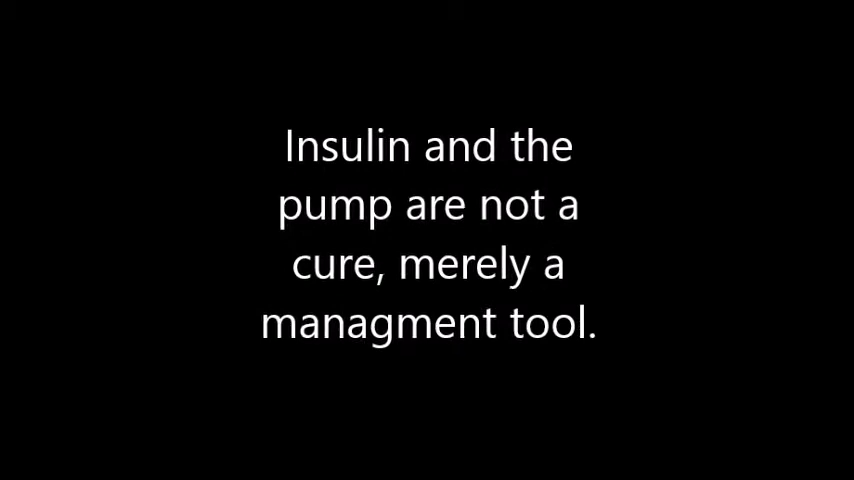 Insulin and the
pump are not a
cure, merely a
managment tool.